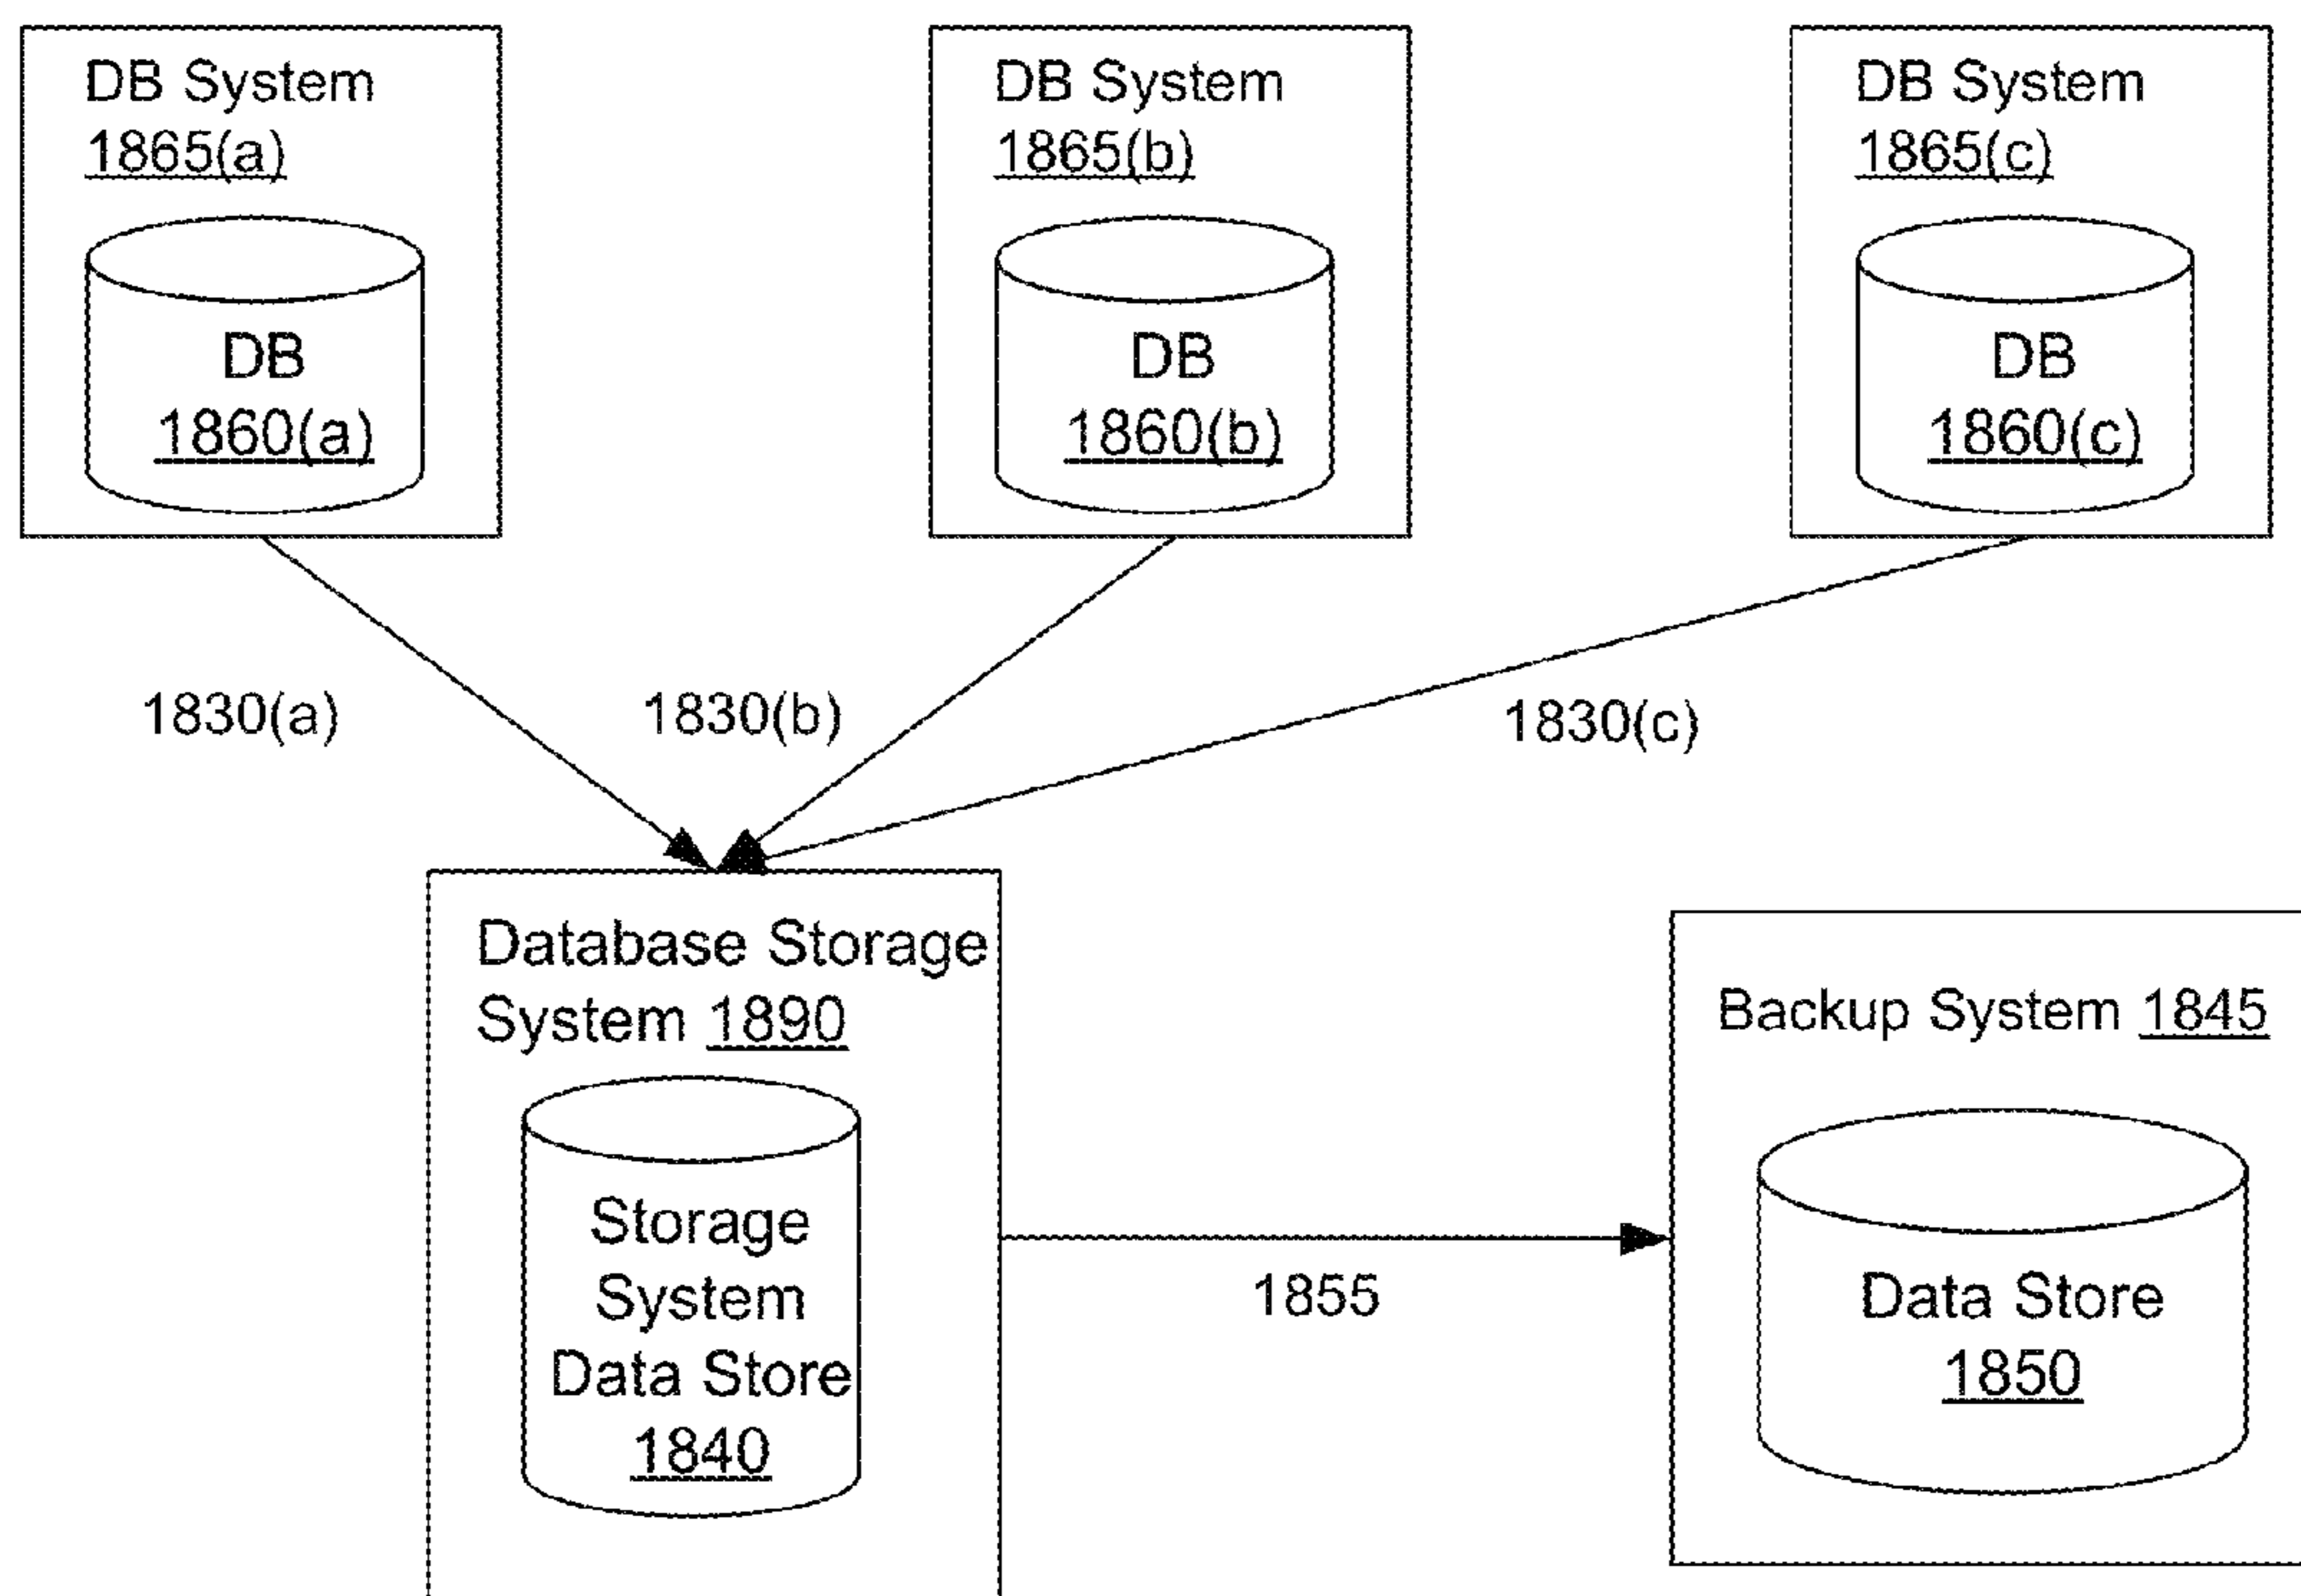 DB System
1865(a)
DB
1860(a)
DB System
1865(b)
DB
1860(b)
DB System
1865(c)
DB
1860(c)
1830(a)
1830(b)
1830(c)
Database Storage
System 1890
Storage
System
Data Store
1840
1855
Backup System 1845
Data Store
1850